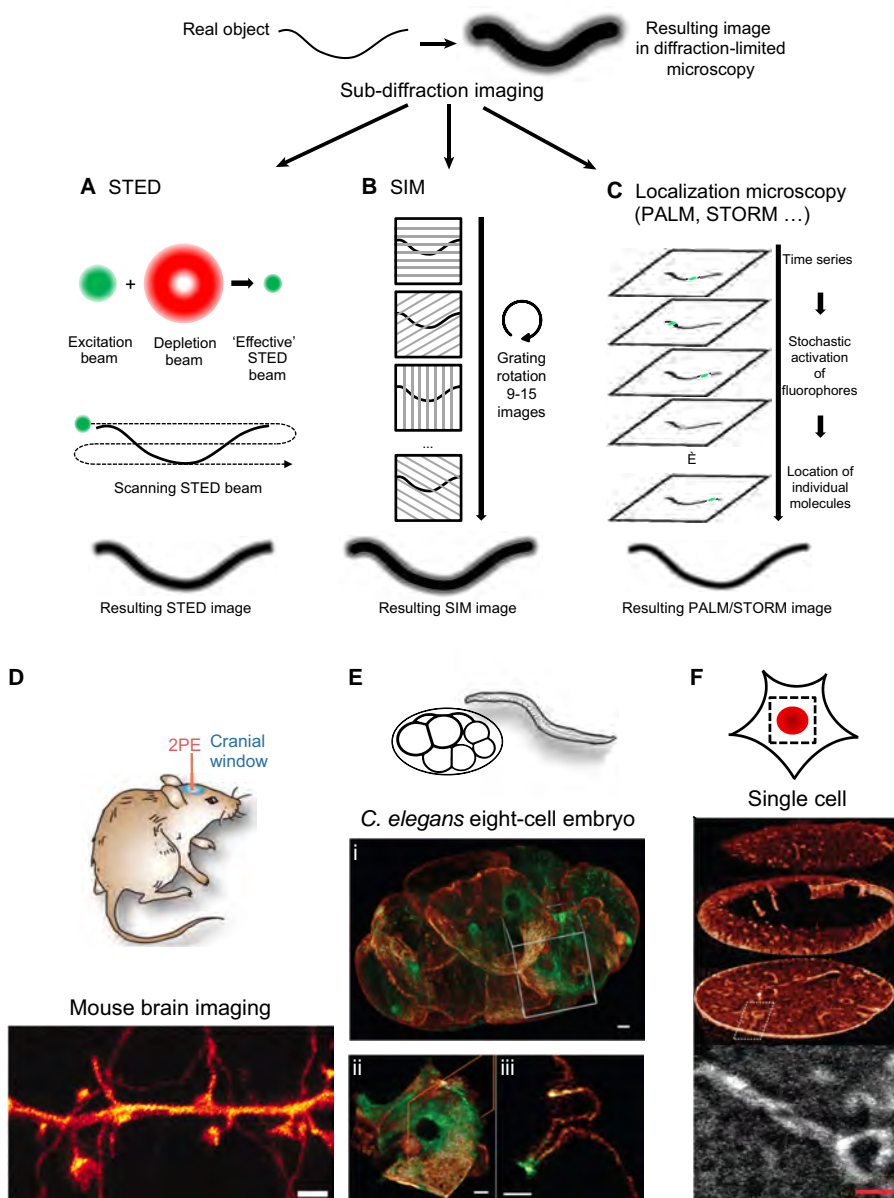 Real object
Resulting image
in diffraction-limited
microscopy
Sub-diffraction imaging
A STED
+
Excitation
beam
Depletion
beam
‘Effective’
STED
beam
Scanning STED beam
Resulting STED image
B SIM
Grating
rotation
9-15
images
...
Resulting SIM image
C Localization microscopy
(PALM, STORM ...)
Time series
Stochastic
activation
of
fluorophores
È
Location of
individual
molecules
Resulting PALM/STORM image
D
2PE
Cranial
window
Mouse brain imaging
E
C. elegans eight-cell embryo
i
ii
iii
F
Single cell